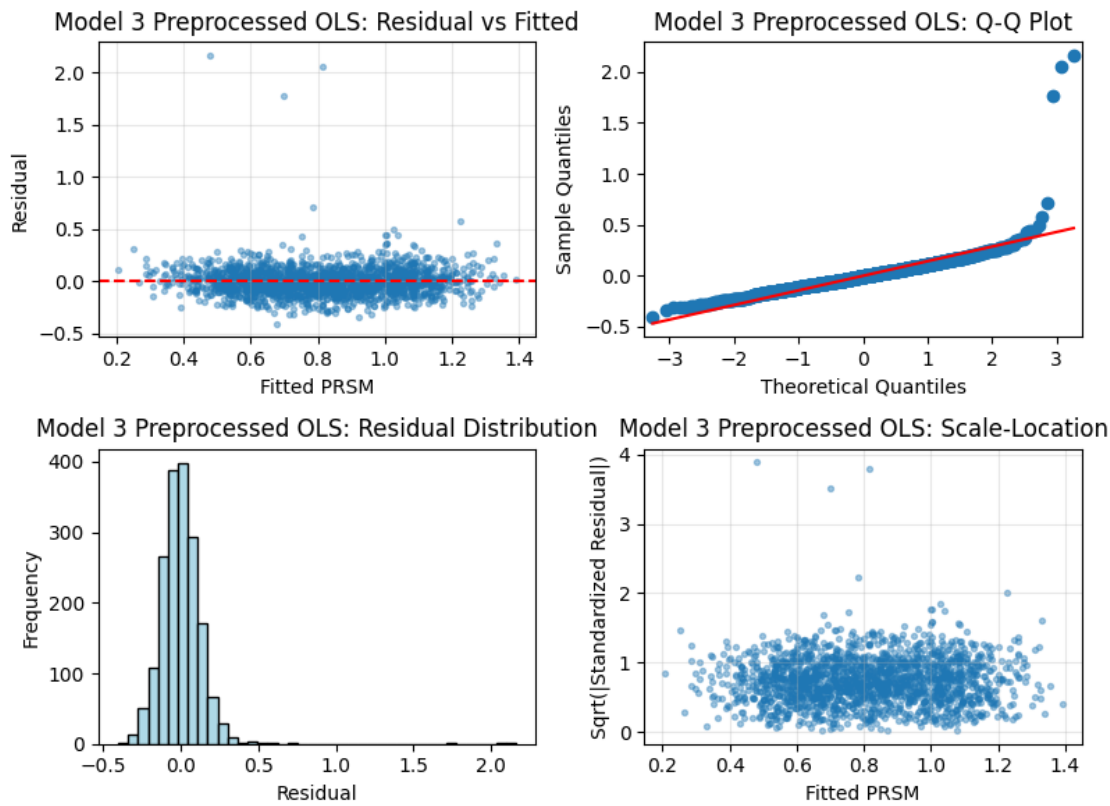 Model 3 Preprocessed OLS: Residual vs Fitted
2.0
1.5
1.0
0.5
0.0
−0.5
Residual
0.2 0.4 0.6 0.8 1.0 1.2 1.4
Fitted PRSM
Model 3 Preprocessed OLS: Q-Q Plot
2.0
1.5
1.0
0.5
0.0
−0.5
Sample Quantiles
−3 −2 −1 0 1 2 3
Theoretical Quantiles
Model 3 Preprocessed OLS: Residual Distribution
400
300
200
100
0
Frequency
−0.5 0.0 0.5 1.0 1.5 2.0
Residual
Model 3 Preprocessed OLS: Scale-Location
4
3
2
1
0
Sqrt(|Standardized Residual|)
0.2 0.4 0.6 0.8 1.0 1.2 1.4
Fitted PRSM